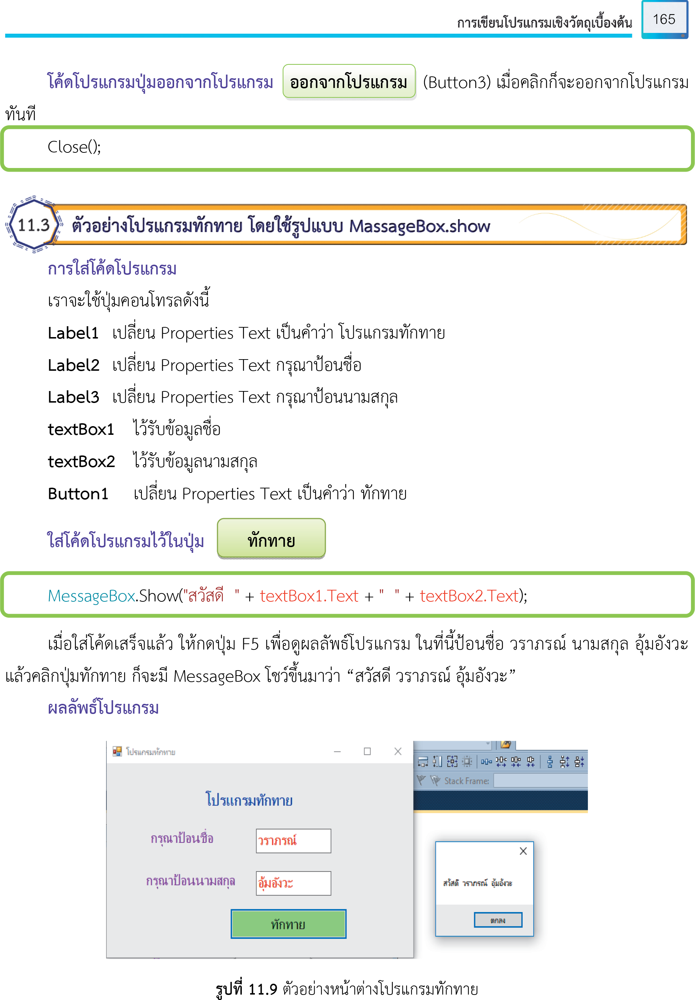 การเขียนโปรแกรมเชิงวัตถุเบื้องต้น 165
โค้ดโปรแกรมปุ่มออกจากโปรแกรม ออกจากโปรแกรม (Button3) เมื่อคลิกก็จะออกจากโปรแกรม
ทันที
Close();
11.3 ตัวอย่างโปรแกรมทักทาย โดยใช้รูปแบบ MassageBox.show
การใส่โค้ดโปรแกรม
เราจะใช้ปุ่มคอนโทรลดังนี้
Label1 เปลี่ยน Properties Text เป็นคำว่า โปรแกรมทักทาย
Label2 เปลี่ยน Properties Text กรุณาป้อนชื่อ
Label3 เปลี่ยน Properties Text กรุณาป้อนนามสกุล
textBox1 ไว้รับข้อมูลชื่อ
textBox2 ไว้รับข้อมูลนามสกุล
Button1 เปลี่ยน Properties Text เป็นคำว่า ทักทาย
ใส่โค้ดโปรแกรมไว้ในปุ่ม ทักทาย
MessageBox.Show("สวัสดี " + textBox1.Text + " " + textBox2.Text);
เมื่อใส่โค้ดเสร็จแล้ว ให้กดปุ่ม F5 เพื่อดูผลลัพธ์โปรแกรม ในที่นี้ป้อนชื่อ วราภรณ์ นามสกุล อุ้มอังวะ
แล้วคลิกปุ่มทักทาย ก็จะมี MessageBox โชว์ขึ้นมาว่า “สวัสดี วราภรณ์ อุ้มอังวะ”
ผลลัพธ์โปรแกรม
โปรแกรมทักทาย
Stack Frame:
โปรแกรมทักทาย
กรุณาป้อนชื่อ วราภรณ์
กรุณาป้อนนามสกุล อุ้มอังวะ
สวัสดี วราภรณ์ อุ้มอังวะ
ตกลง
ทักทาย
รูปที่ 11.9 ตัวอย่างหน้าต่างโปรแกรมทักทาย